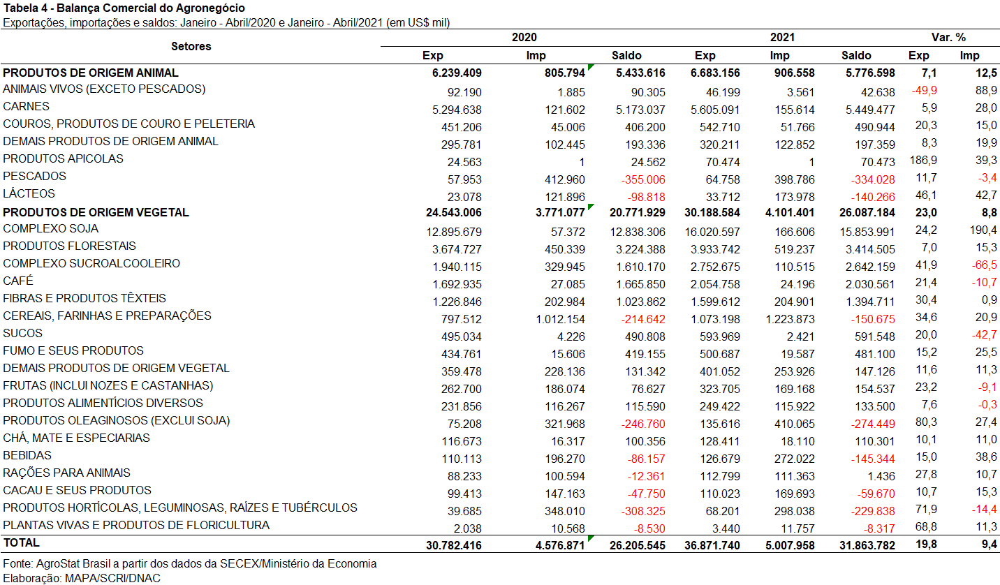 Tabela 4 - Balança Comercial do Agronegócio
Exportações, importações e saldos: Janeiro - Abril/2020 e Janeiro - Abril/2021 (em US$ mil)
Setores 2020 2021 Var. %
Exp Imp Saldo Exp Imp Saldo Exp Imp
PRODUTOS DE ORIGEM ANIMAL 6.239.409 805.794 5.433.616 6.683.156 906.558 5.776.598 7,1 12,5
ANIMAIS VIVOS (EXCETO PESCADOS) 92.190 1.885 90.305 46.199 3.561 42.638 -49,9 88,9
CARNES 5.294.638 121.602 5.173.037 5.605.091 155.614 5.449.477 5,9 28,0
COUROS, PRODUTOS DE COURO E PELETERIA 451.206 45.006 406.200 542.710 51.766 490.944 20,3 15,0
DEMAIS PRODUTOS DE ORIGEM ANIMAL 295.781 102.445 193.336 320.211 122.852 197.359 8,3 19,9
PRODUTOS APICOLAS 24.563 1 24.562 70.474 1 70.473 186,9 39,3
PESCADOS 57.953 412.960 -355.006 64.758 398.786 -334.028 11,7 -3,4
LÁCTEOS 23.078 121.896 -98.818 33.712 173.978 -140.266 46,1 42,7
PRODUTOS DE ORIGEM VEGETAL 24.543.006 3.771.077 20.771.929 30.188.584 4.101.401 26.087.184 23,0 8,8
COMPLEXO SOJA 12.895.679 57.372 12.838.306 16.020.597 166.606 15.853.991 24,2 190,4
PRODUTOS FLORESTAIS 3.674.727 450.339 3.224.388 3.933.742 519.237 3.414.505 7,0 15,3
COMPLEXO SUCROALCOOLEIRO 1.940.115 329.945 1.610.170 2.752.675 110.515 2.642.159 41,9 -66,5
CAFÉ 1.692.935 27.085 1.665.850 2.054.758 24.196 2.030.561 21,4 -10,7
FIBRAS E PRODUTOS TÊXTEIS 1.226.846 202.984 1.023.862 1.599.612 204.901 1.394.711 30,4 0,9
CEREAIS, FARINHAS E PREPARAÇÕES 797.512 1.012.154 -214.642 1.073.198 1.223.873 -150.675 34,6 20,9
SUCOS 495.034 4.226 490.808 593.969 2.421 591.548 20,0 -42,7
FUMO E SEUS PRODUTOS 434.761 15.606 419.155 500.687 19.587 481.100 15,2 25,5
DEMAIS PRODUTOS DE ORIGEM VEGETAL 359.478 228.136 131.342 401.052 253.926 147.126 11,6 11,3
FRUTAS (INCLUI NOZES E CASTANHAS) 262.700 186.074 76.627 323.705 169.168 154.537 23,2 -9,1
PRODUTOS ALIMENTÍCIOS DIVERSOS 231.856 116.267 115.590 249.422 115.922 133.500 7,6 -0,3
PRODUTOS OLEAGINOSOS (EXCLUI SOJA) 75.208 321.968 -246.760 135.616 410.065 -274.449 80,3 27,4
CHÁ, MATE E ESPECIARIAS 116.673 16.317 100.356 128.411 18.110 110.301 10,1 11,0
BEBIDAS 110.113 196.270 -86.157 126.679 272.022 -145.344 15,0 38,6
RAÇÕES PARA ANIMAIS 88.233 100.594 -12.361 112.799 111.363 1.436 27,8 10,7
CACAU E SEUS PRODUTOS 99.413 147.163 -47.750 110.023 169.693 -59.670 10,7 15,3
PRODUTOS HORTÍCOLAS, LEGUMINOSAS, RAÍZES E TUBÉRCULOS 39.685 348.010 -308.325 68.201 298.038 -229.838 71,9 -14,4
PLANTAS VIVAS E PRODUTOS DE FLORICULTURA 2.038 10.568 -8.530 3.440 11.757 -8.317 68,8 11,3
TOTAL 30.782.416 4.576.871 26.205.545 36.871.740 5.007.958 31.863.782 19,8 9,4
Fonte: AgroStat Brasil a partir dos dados da SECEX/Ministério da Economia
Elaboração: MAPA/SCRI/DNAC